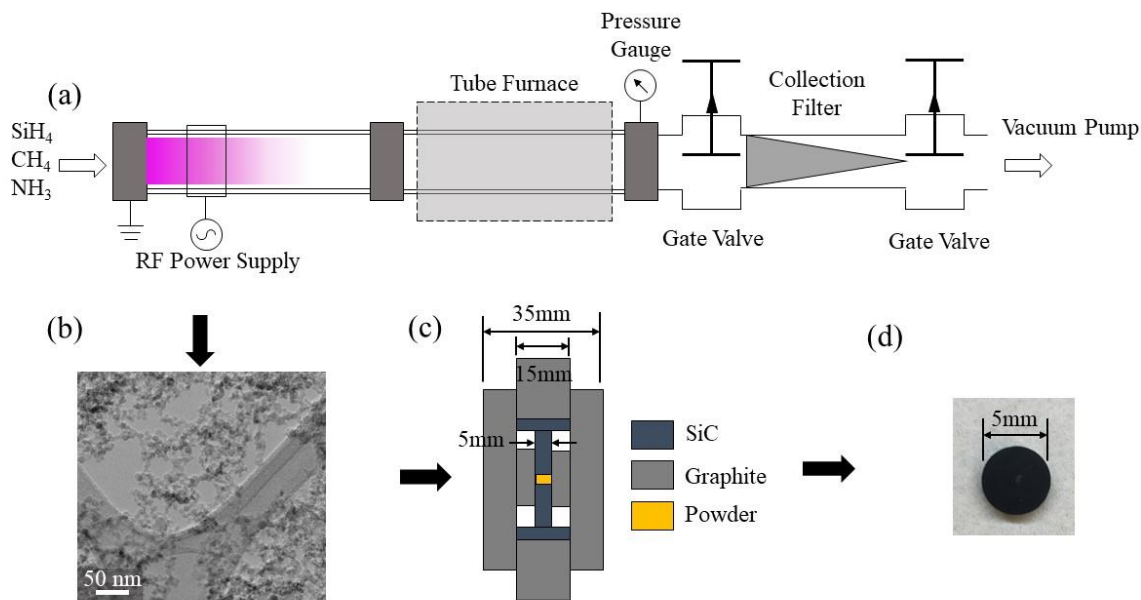 (a)
SiH4
CH4
NH3
RF Power Supply
Tube Furnace
Pressure
Gauge
Gate Valve
Collection
Filter
Gate Valve
Vacuum Pump
(b)
50 nm
(c)
35mm
15mm
5mm
SiC
Graphite
Powder
(d)
5mm